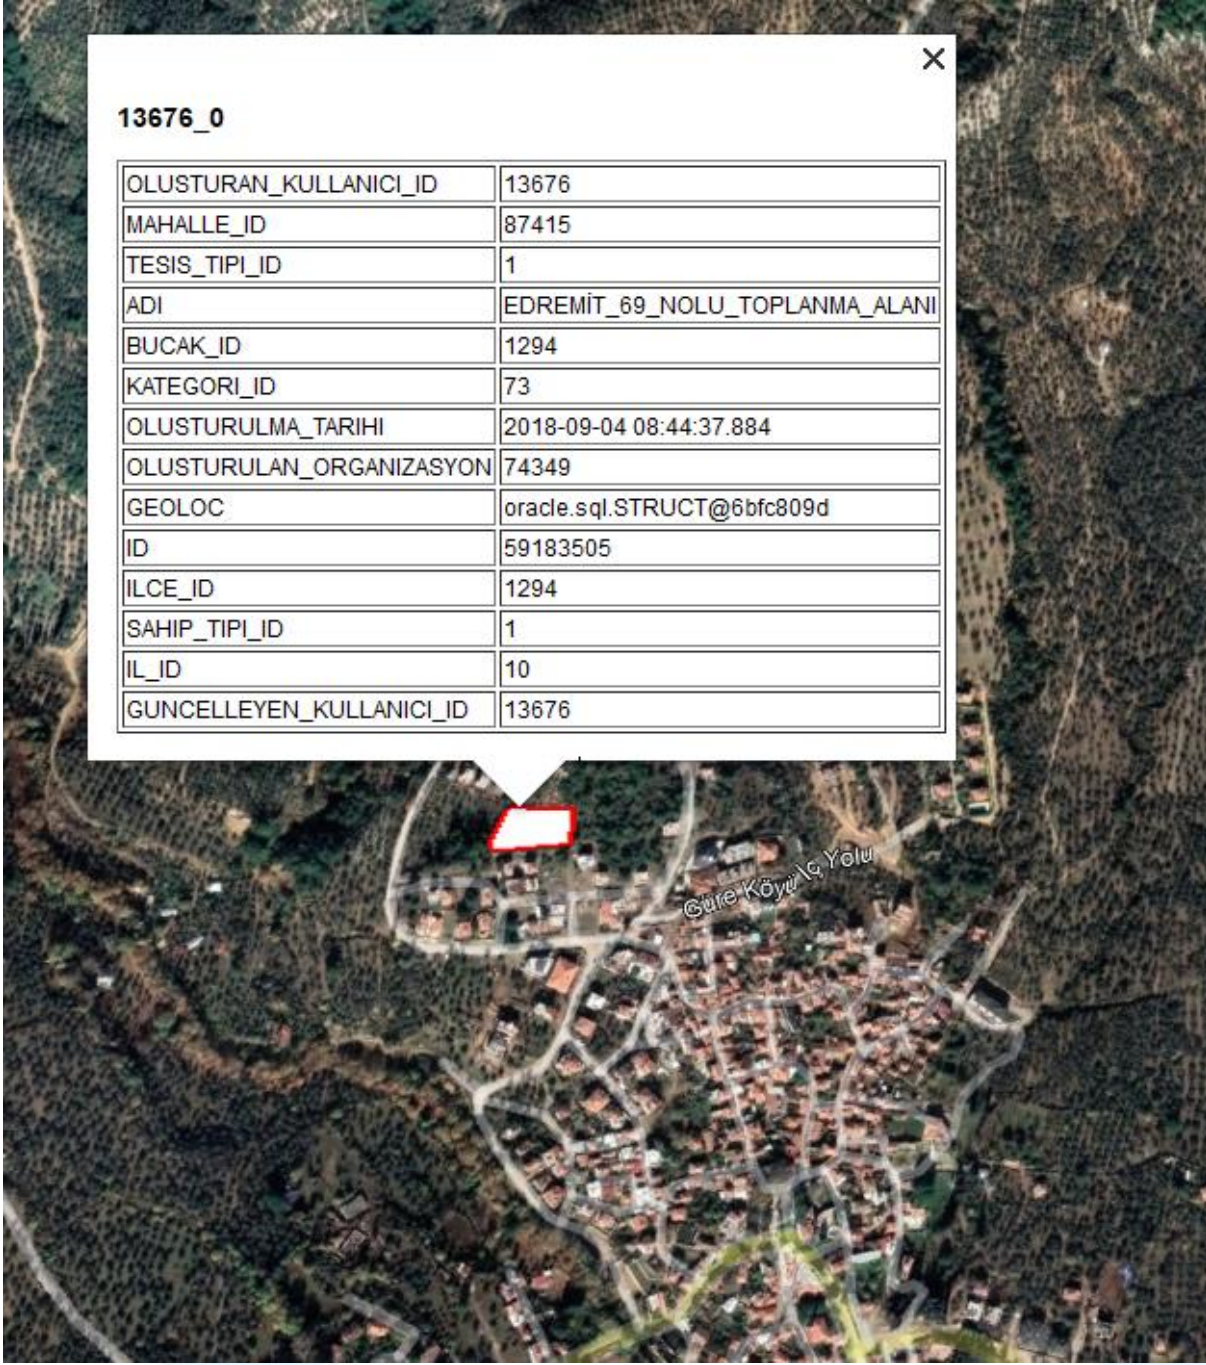 13676_0
OLUSTURAN_KULLANICI_ID 13676
MAHALLE_ID 87415
TESIS_TIPI_ID 1
ADI EDREMİT_69_NOLU_TOPLANMA_ALANI
BUCAK_ID 1294
KATEGORI_ID 73
OLUSTURULMA_TARIHI 2018-09-04 08:44:37.884
OLUSTURULAN_ORGANIZASYON 74349
GEOLOC oracle.sql.STRUCT@6bfc809d
ID 59183505
ILCE_ID 1294
SAHIP_TIPI_ID 1
IL_ID 10
GUNCELLEYEN_KULLANICI_ID 13676
Güre Köyü İç Yolu